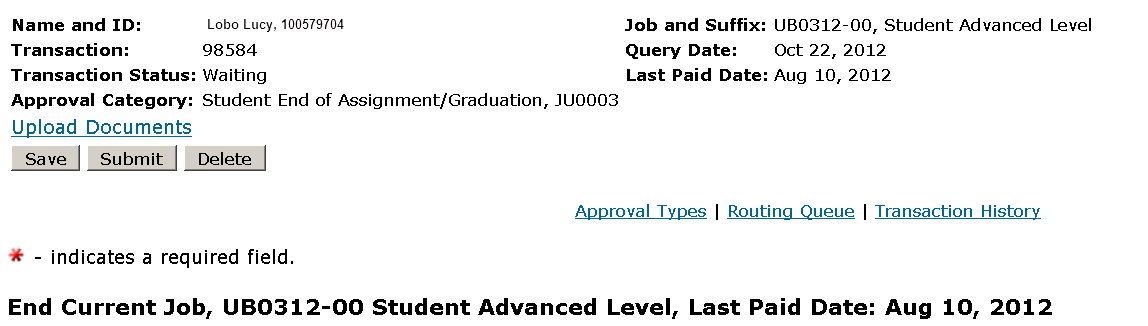 Name and ID: Lobo Lucy, 100579704 Job and Suffix: UB0312-00, Student Advanced Level
Transaction: 98584 Query Date: Oct 22, 2012
Transaction Status: Waiting Last Paid Date: Aug 10, 2012
Approval Category: Student End of Assignment/Graduation, JU0003
Upload Documents
Save Submit Delete
Approval Types | Routing Queue | Transaction History
* - indicates a required field.
End Current Job, UB0312-00 Student Advanced Level, Last Paid Date: Aug 10, 2012